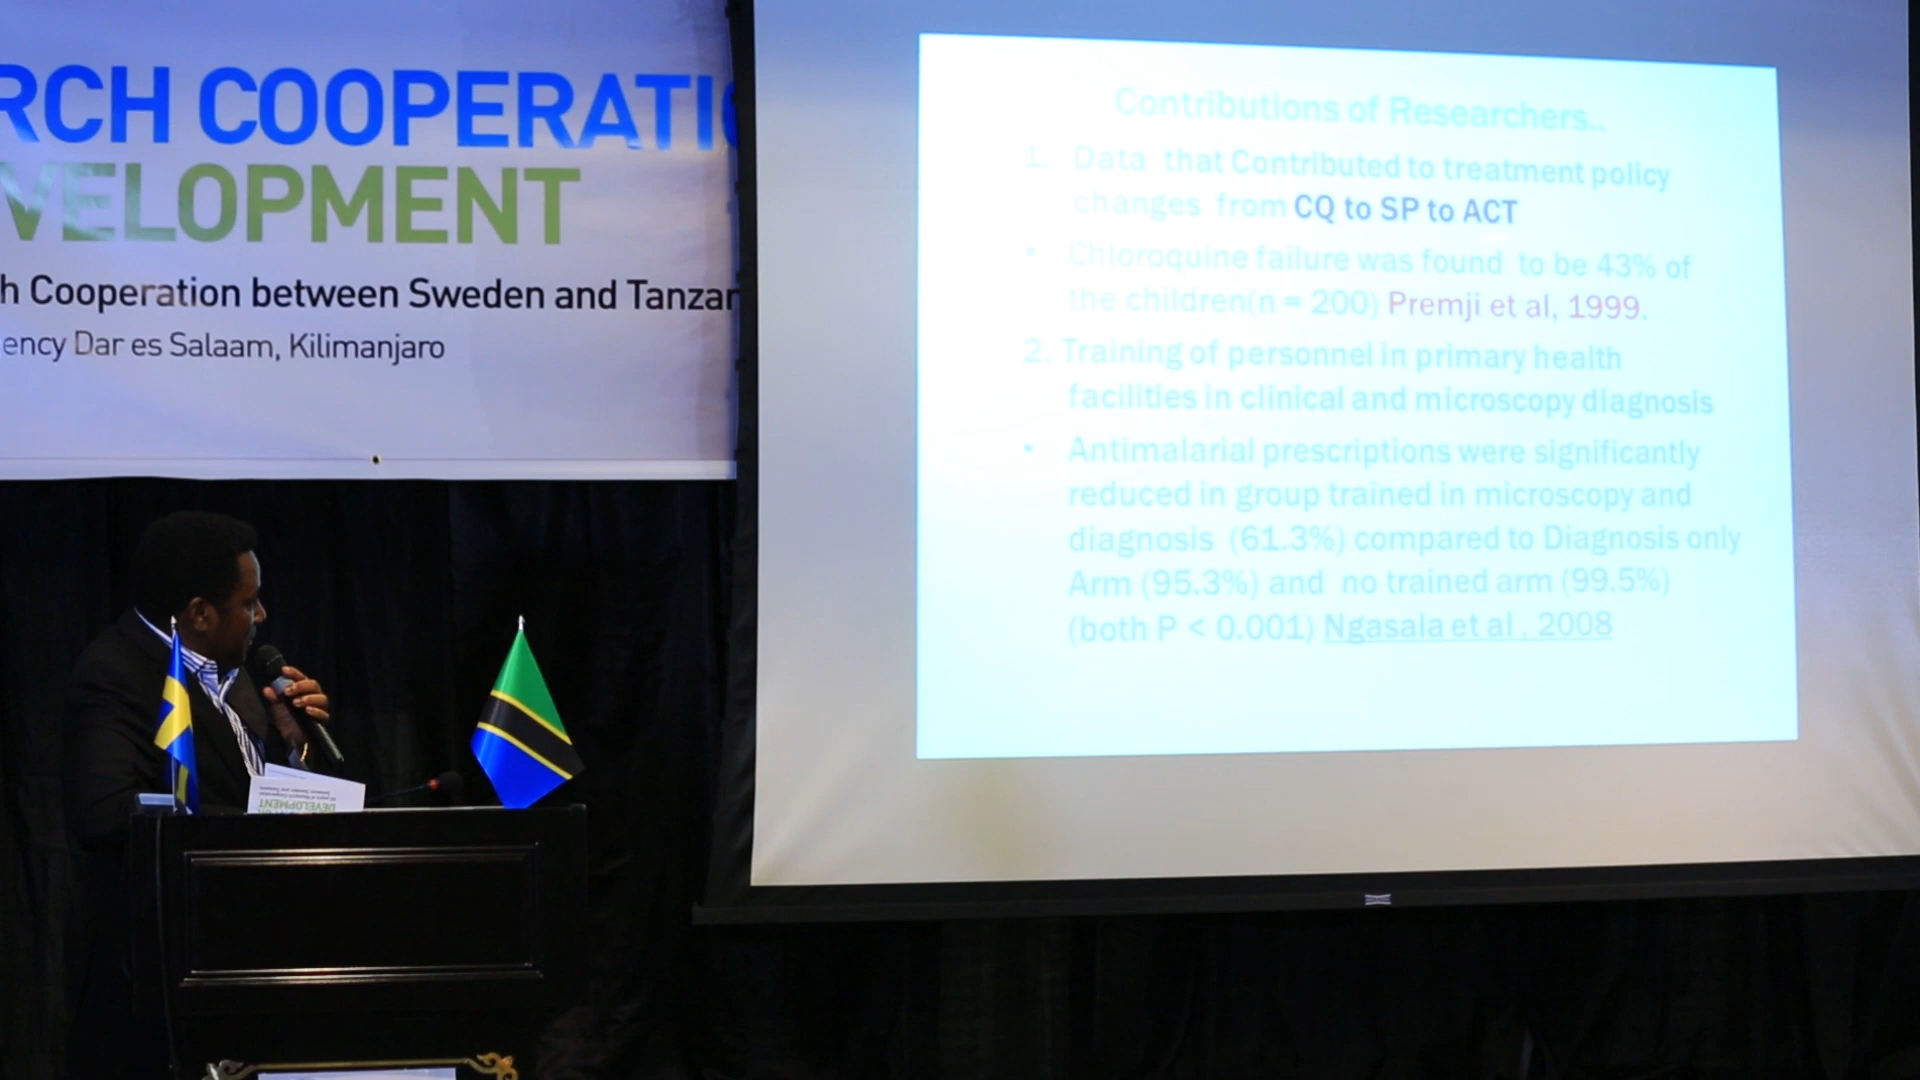 RCH COOPERATI
VELOPMENT
h Cooperation between Sweden and Tanzan
ency Dar es Salaam, Kilimanjaro
Contributions of Researchers..
1. Data that Contributed to treatment policy
changes from CQ to SP to ACT
• Chloroquine failure was found to be 43% of
the children(n = 200) Premji et al, 1999.
2. Training of personnel in primary health
facilities in clinical and microscopy diagnosis
• Antimalarial prescriptions were significantly
reduced in group trained in microscopy and
diagnosis (61.3%) compared to Diagnosis only
Arm (95.3%) and no trained arm (99.5%)
(both P < 0.001) Ngasala et al , 2008
DEVELOPMENT